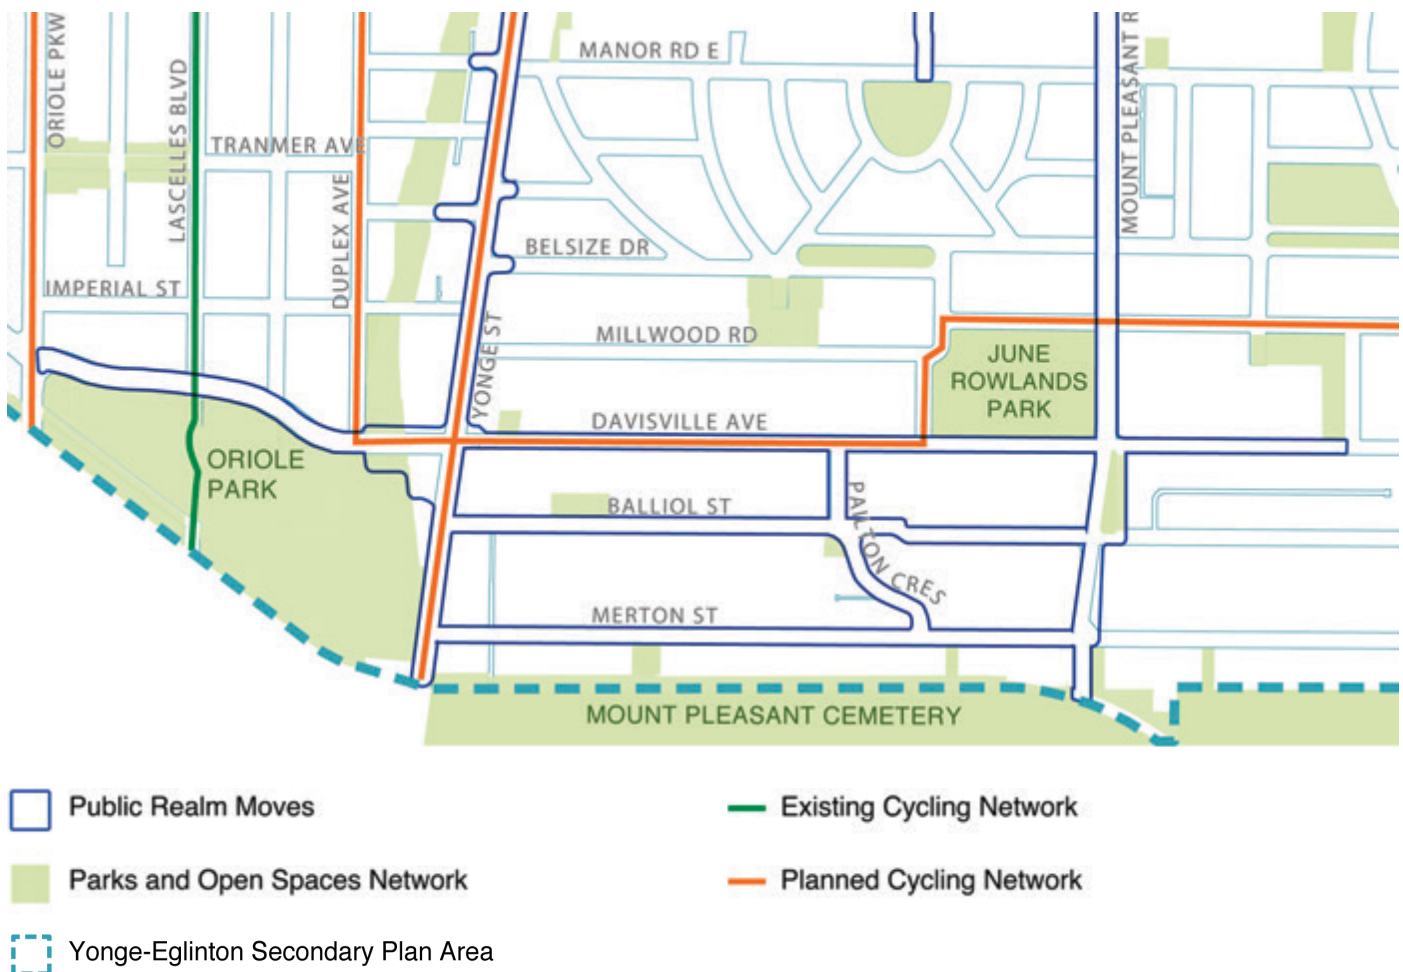 MANOR RD E
ORIOLE PKW
LASCELLES BLVD
MOUNT PLEASANT R
TRANMER AVE
DUPLEX AVE
BELSIZE DR
IMPERIAL ST
YONGE ST
MILLWOOD RD
JUNE
ROWLANDS
PARK
DAVISVILLE AVE
ORIOLE
PARK
BALLIOL ST
PAILTON CRES
MERTON ST
MOUNT PLEASANT CEMETERY
Public Realm Moves
Existing Cycling Network
Parks and Open Spaces Network
Planned Cycling Network
Yonge-Eglinton Secondary Plan Area